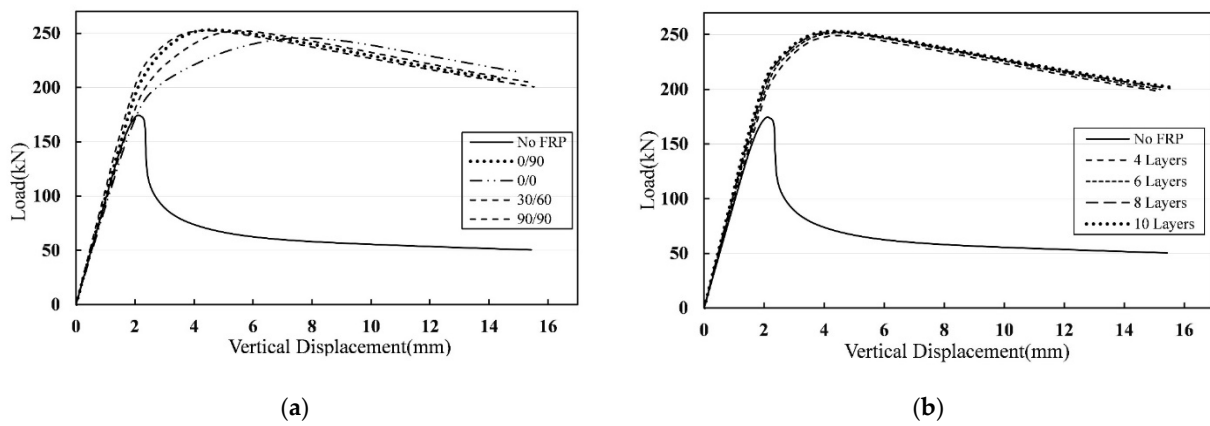 250
200
150
100
50
0
Load(kN)
No FRP
0/90
0/0
30/60
90/90
0 2 4 6 8 10 12 14 16
Vertical Displacement(mm)
(a)
250
200
150
100
50
0
Load(kN)
No FRP
4 Layers
6 Layers
8 Layers
10 Layers
0 2 4 6 8 10 12 14 16
Vertical Displacement(mm)
(b)